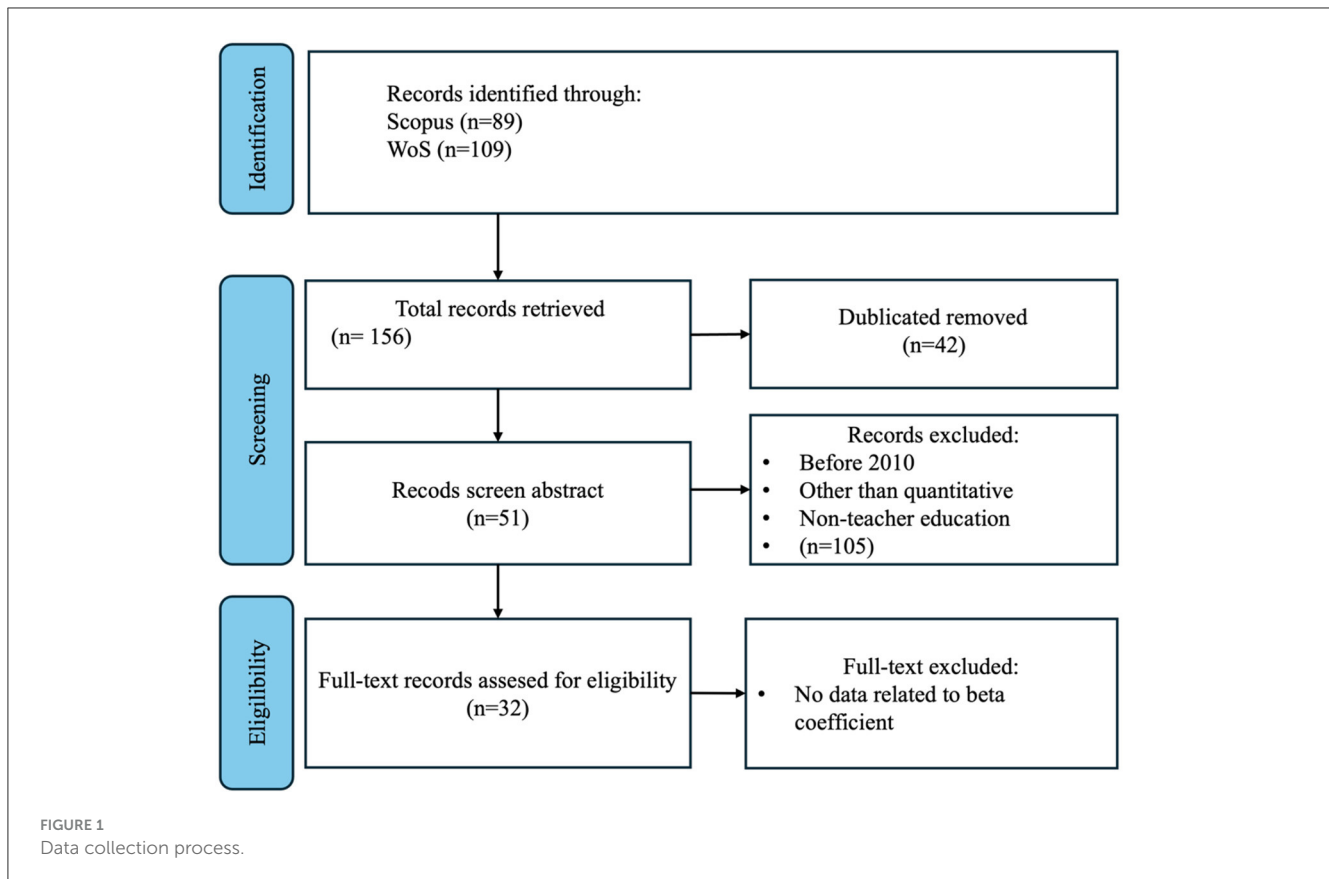 Identification
Records identified through:
Scopus (n=89)
WoS (n=109)
Screening
Total records retrieved
(n= 156)
Dublicated removed
(n=42)
Recods screen abstract
(n=51)
Records excluded:
• Before 2010
• Other than quantitative
• Non-teacher education
• (n=105)
Eligilibility
Full-text records assesed for eligibility
(n=32)
Full-text excluded:
• No data related to beta
coefficient
FIGURE 1
Data collection process.